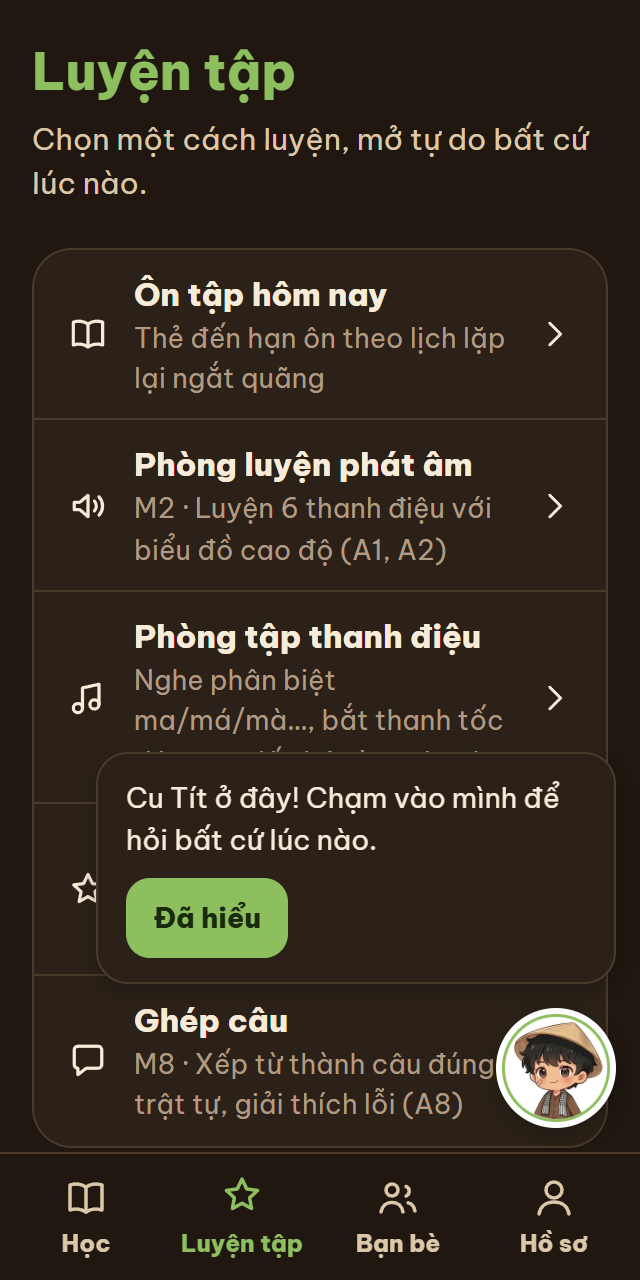 Luyện tập
Chọn một cách luyện, mở tự do bất cứ
lúc nào.
Ôn tập hôm nay
Thẻ đến hạn ôn theo lịch lặp
lại ngắt quãng
Phòng luyện phát âm
M2 · Luyện 6 thanh điệu với
biểu đồ cao độ (A1, A2)
Phòng tập thanh điệu
Nghe phân biệt
ma/má/mà…, bắt thanh tốc
Cu Tít ở đây! Chạm vào mình để
hỏi bất cứ lúc nào.
Đã hiểu
Ghép câu
M8 · Xếp từ thành câu đúng
trật tự, giải thích lỗi (A8)
Học
Luyện tập
Bạn bè
Hồ sơ